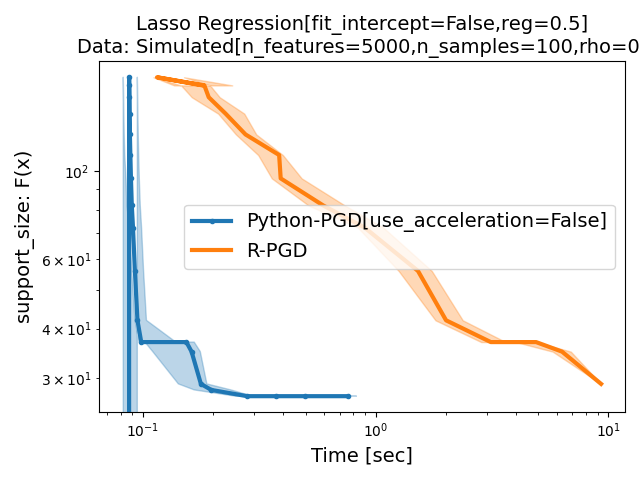 Lasso Regression[fit_intercept=False,reg=0.5]
Data: Simulated[n_features=5000,n_samples=100,rho=0
support_size: F(x)
10²
6 × 10¹
4 × 10¹
3 × 10¹
Python-PGD[use_acceleration=False]
R-PGD
10⁻¹
10⁰
10¹
Time [sec]